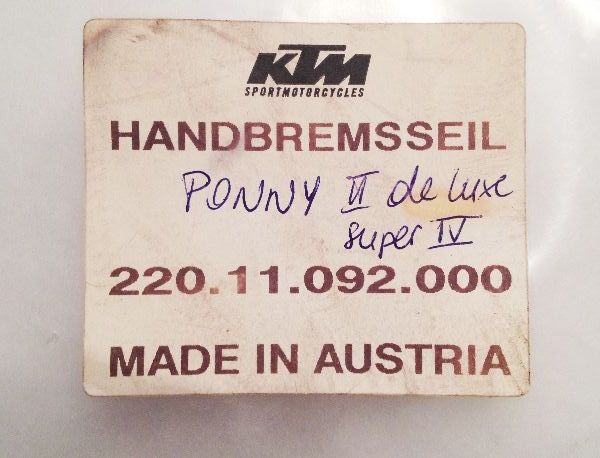 KTM
SPORTMOTORCYCLES
HANDBREMSSEIL
PONNY II de luxe
super IV
220.11.092.000
MADE IN AUSTRIA